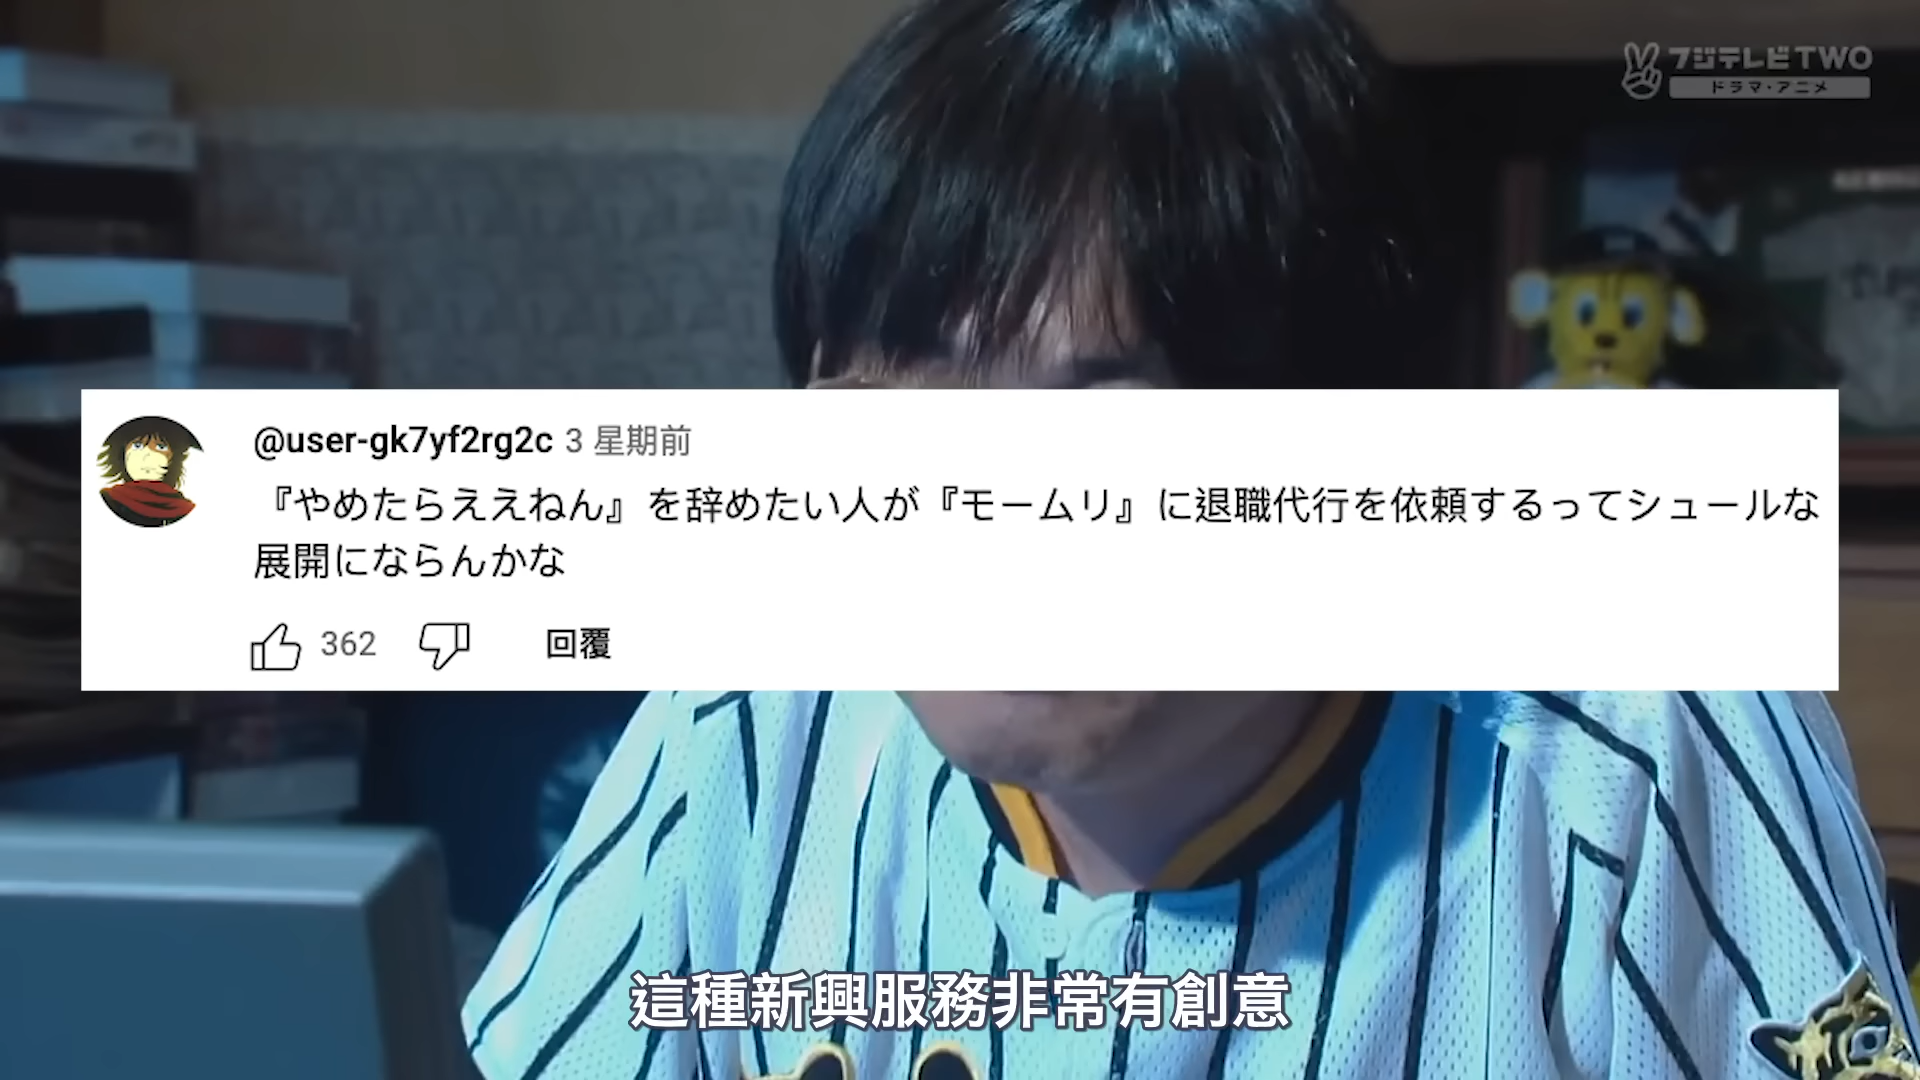 フジテレビTWO
ドラマ・アニメ
@user-gk7yf2rg2c 3 星期前
『やめたらええねん』を辞めたい人が『モームリ』に退職代行を依頼するってシュールな
展開にならんかな
362
回覆
這種新興服務非常有創意